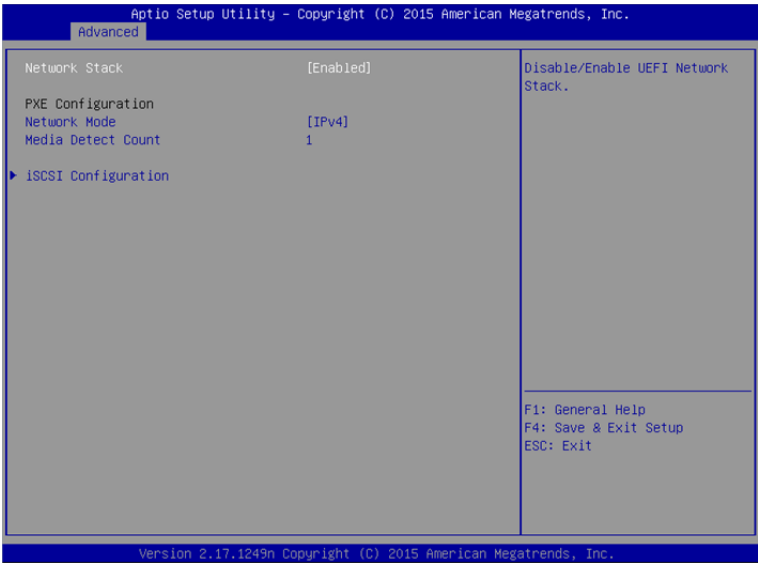 Aptio Setup Utility – Copyright (C) 2015 American Megatrends, Inc.
Advanced
Network Stack [Enabled]
PXE Configuration
Network Mode [IPv4]
Media Detect Count 1
iSCSI Configuration
Disable/Enable UEFI Network
Stack.
F1: General Help
F4: Save & Exit Setup
ESC: Exit
Version 2.17.1249n Copyright (C) 2015 American Megatrends, Inc.